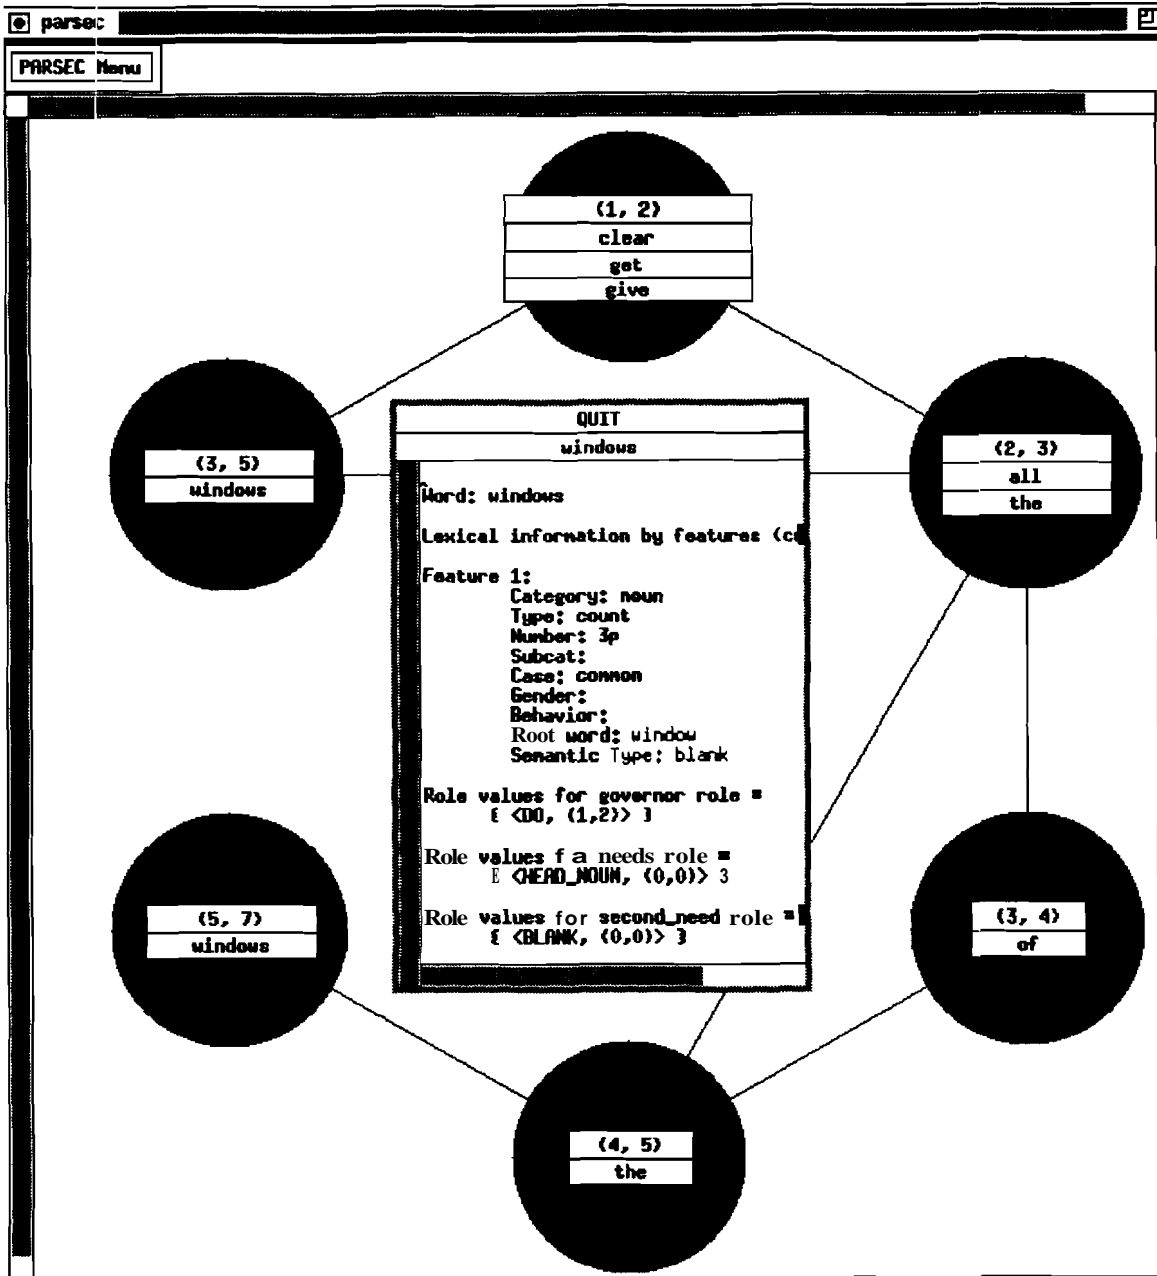 parsec
PARSEC Menu
(1, 2)
clear
get
give
(3, 5)
windows
(2, 3)
all
the
QUIT
windows
Word: windows
Lexical information by features (c
Feature 1:
Category: noun
Type: count
Number: 3p
Subcat:
Case: common
Gender:
Behavior:
Root word: window
Semantic Type: blank
Role values for governor role =
{ <DO, (1,2)> }
Role values f a needs role =
E <HEAD_NOUN, (0,0)> 3
Role values for second_need role =
{ <BLANK, (0,0)> }
(5, 7)
windows
(3, 4)
of
(4, 5)
the